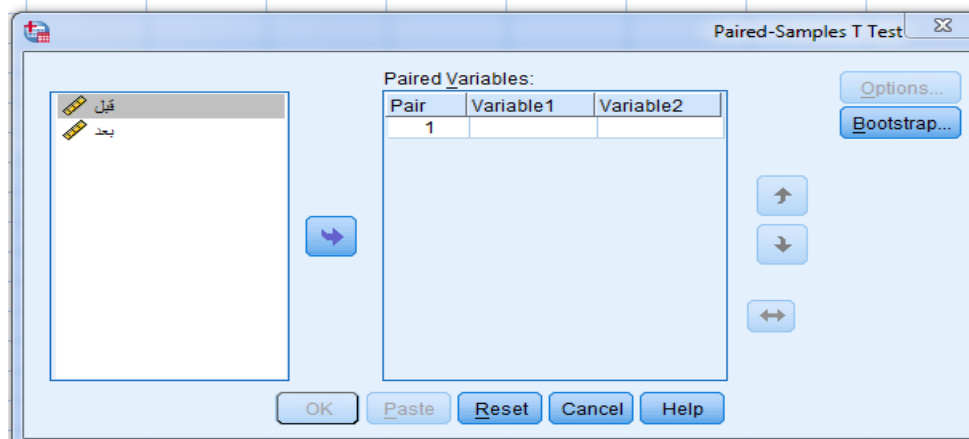 Paired-Samples T Test
Paired Variables:
Options...
قبل
Pair Variable1 Variable2
بعد
1
Bootstrap...
OK Paste Reset Cancel Help